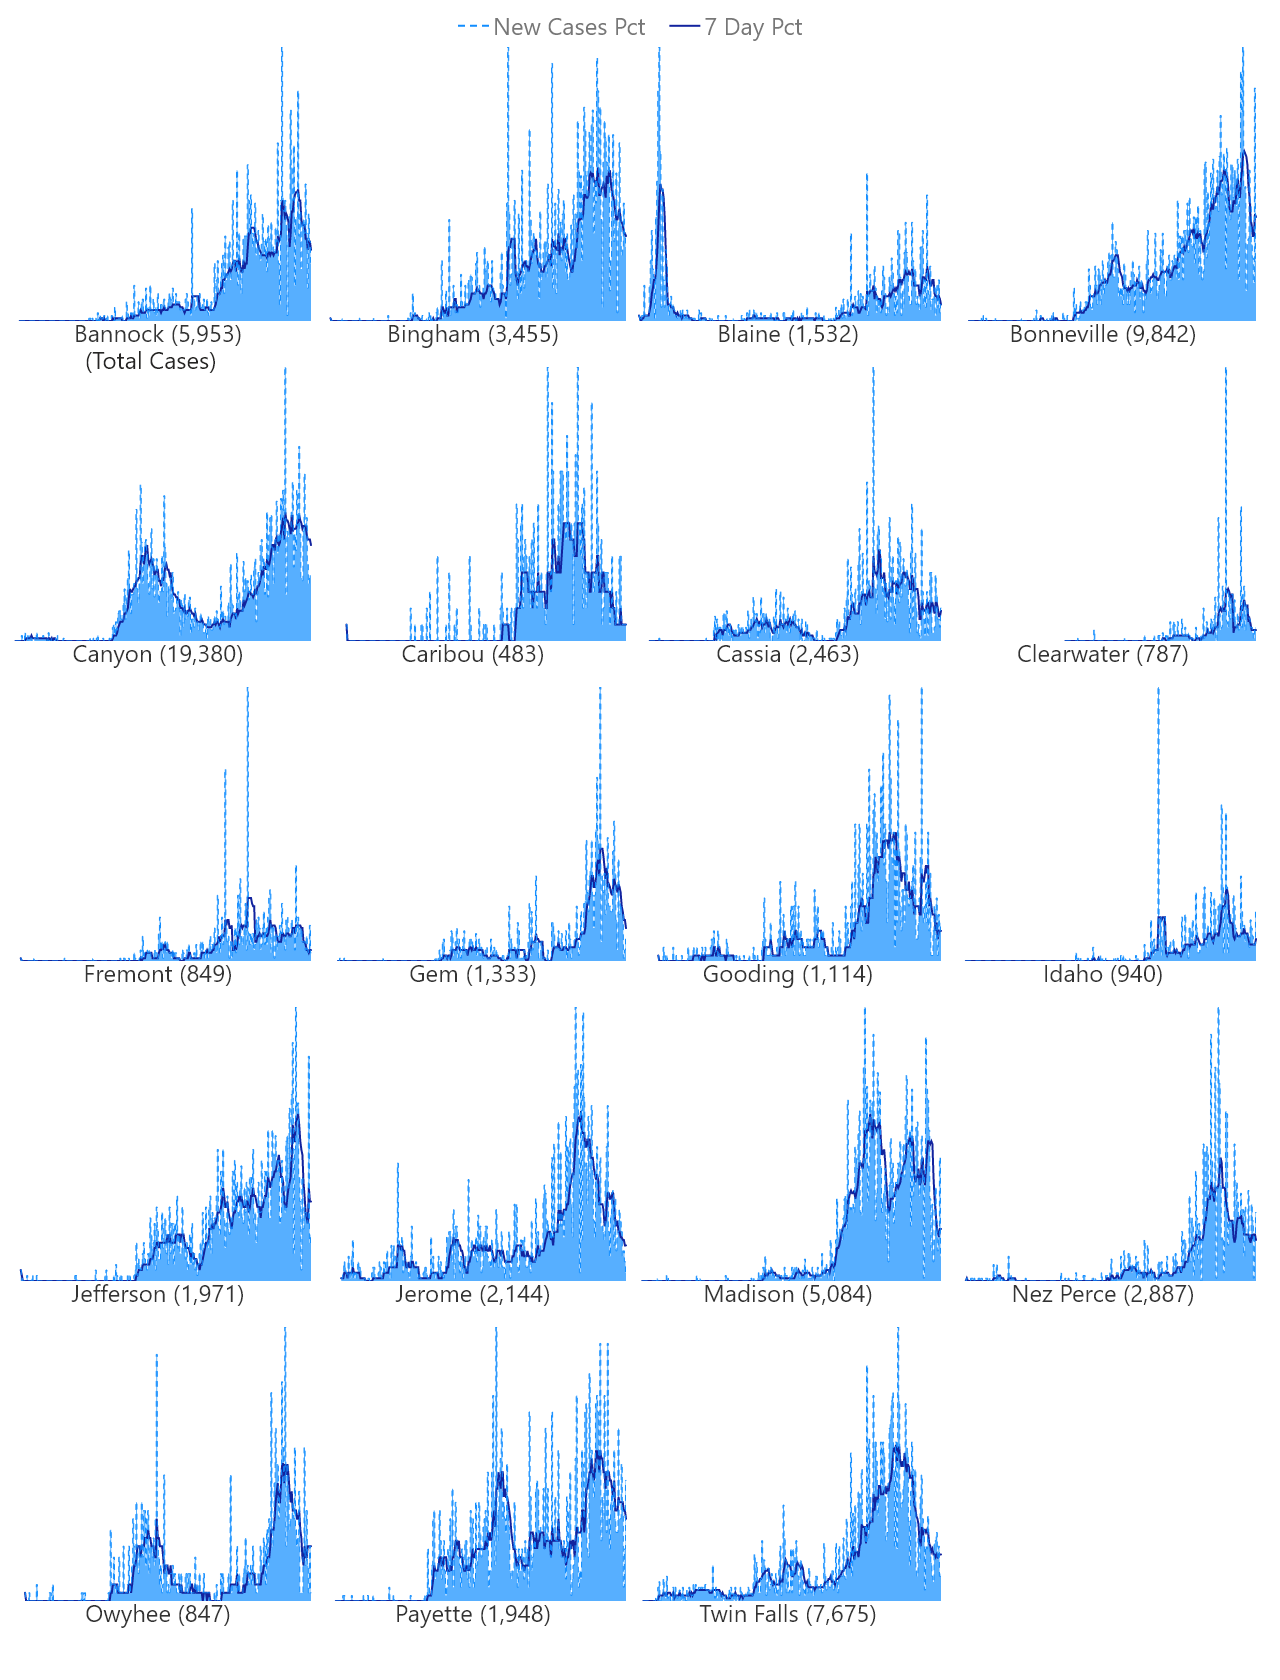 New Cases Pct 7 Day Pct
Bannock (5,953) Bingham (3,455) Blaine (1,532) Bonneville (9,842)
(Total Cases)
Canyon (19,380) Caribou (483) Cassia (2,463) Clearwater (787)
Fremont (849) Gem (1,333) Gooding (1,114) Idaho (940)
Jefferson (1,971) Jerome (2,144) Madison (5,084) Nez Perce (2,887)
Owyhee (847) Payette (1,948) Twin Falls (7,675)